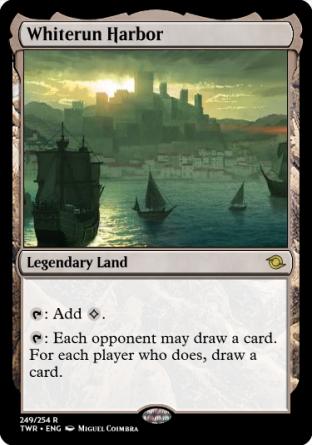 Whiterun Harbor
Legendary Land
: Add .
: Each opponent may draw a card.
For each player who does, draw a
card.
249/254 R
TWR • ENG Miguel Coimbra